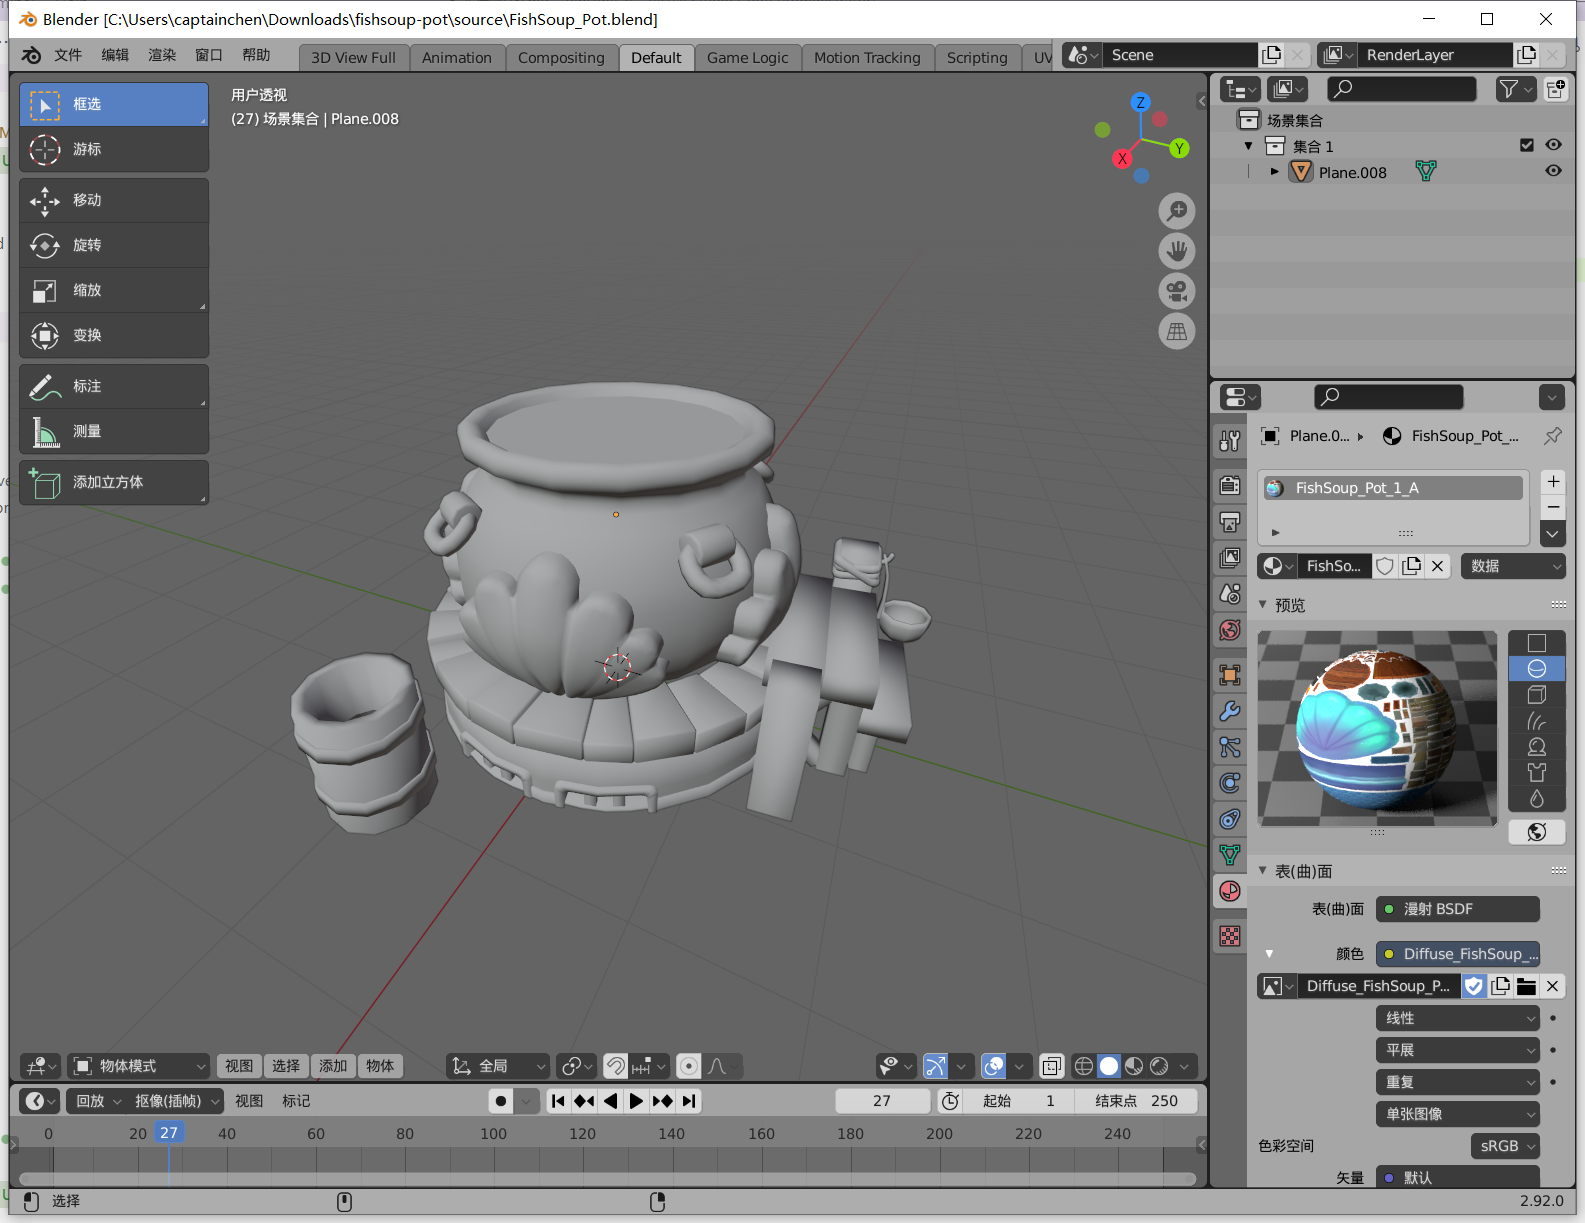 Blender [C:\Users\captainchen\Downloads\fishsoup-pot\source\FishSoup_Pot.blend]
文件 编辑 渲染 窗口 帮助 3D View Full Animation Compositing Default Game Logic Motion Tracking Scripting UV Scene RenderLayer
框选
游标
移动
旋转
缩放
变换
标注
测量
添加立方体
用户透视
(27) 场景集合 | Plane.008
Z
Y
X
场景集合
集合 1
Plane.008
Plane.0... FishSoup_Pot_...
FishSoup_Pot_1_A
FishSo... 数据
预览
表(曲)面
表(曲)面 漫射 BSDF
颜色 Diffuse_FishSoup_...
Diffuse_FishSoup_P...
线性
平展
重复
单张图像
色彩空间 sRGB
矢量 默认
物体模式 视图 选择 添加 物体 全局
回放 抠像(插帧) 视图 标记 27 起始 1 结束点 250
0 20 27 40 60 80 100 120 140 160 180 200 220 240
选择 2.92.0